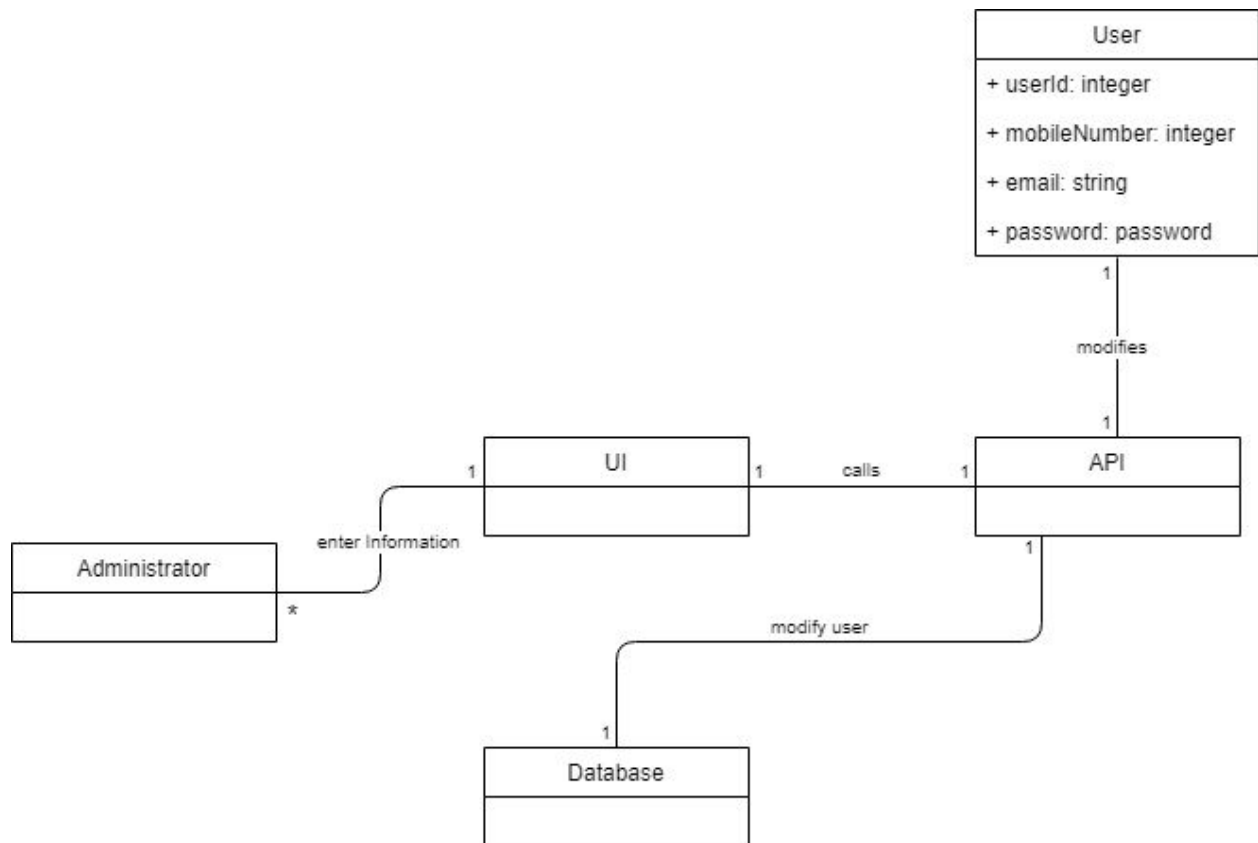 User
+ userId: integer
+ mobileNumber: integer
+ email: string
+ password: password
1
modifies
1
UI
API
1
1
calls
1
enter Information
1
Administrator
*
modify user
1
Database